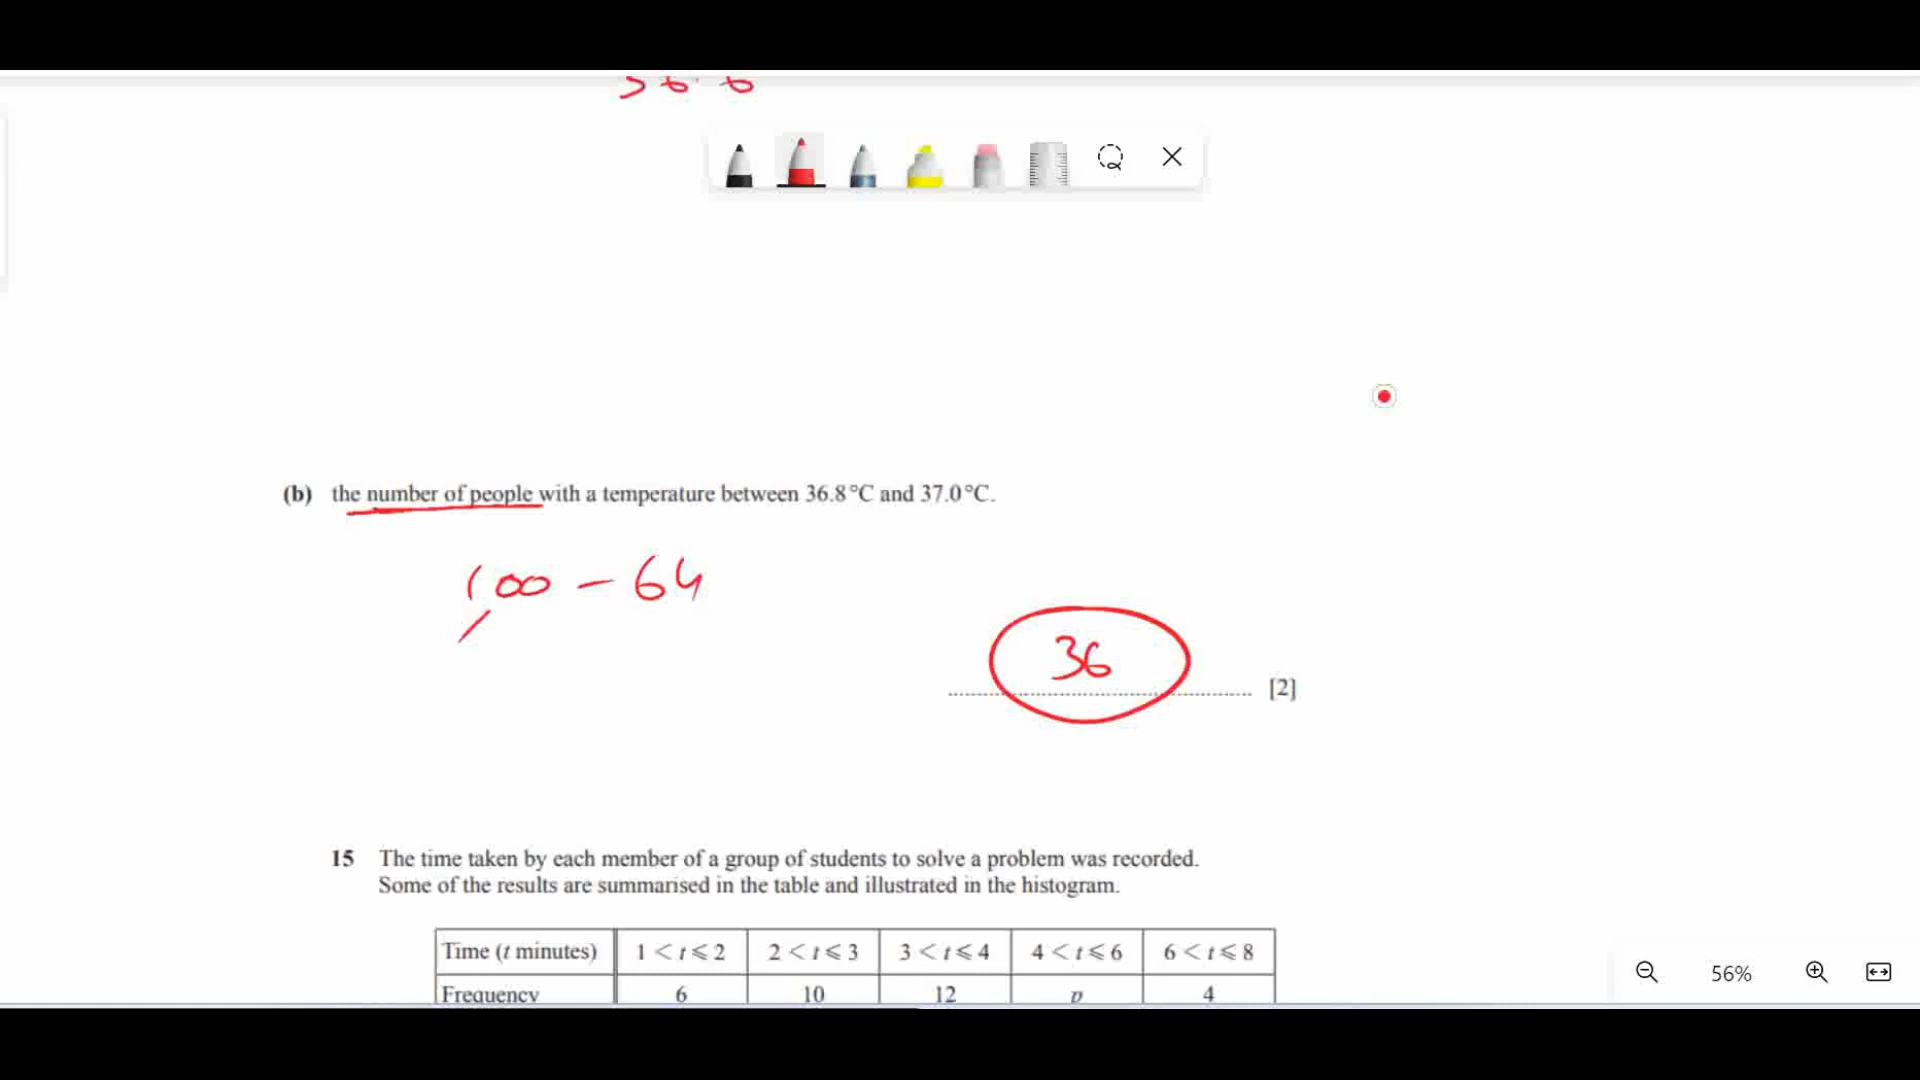 (b) the number of people with a temperature between 36.8 °C and 37.0 °C.
100 - 64
36
[2]
15 The time taken by each member of a group of students to solve a problem was recorded.
Some of the results are summarised in the table and illustrated in the histogram.
Time (t minutes) 1 < t ⩽ 2 2 < t ⩽ 3 3 < t ⩽ 4 4 < t ⩽ 6 6 < t ⩽ 8
Frequency 6 10 12 p 4
56%